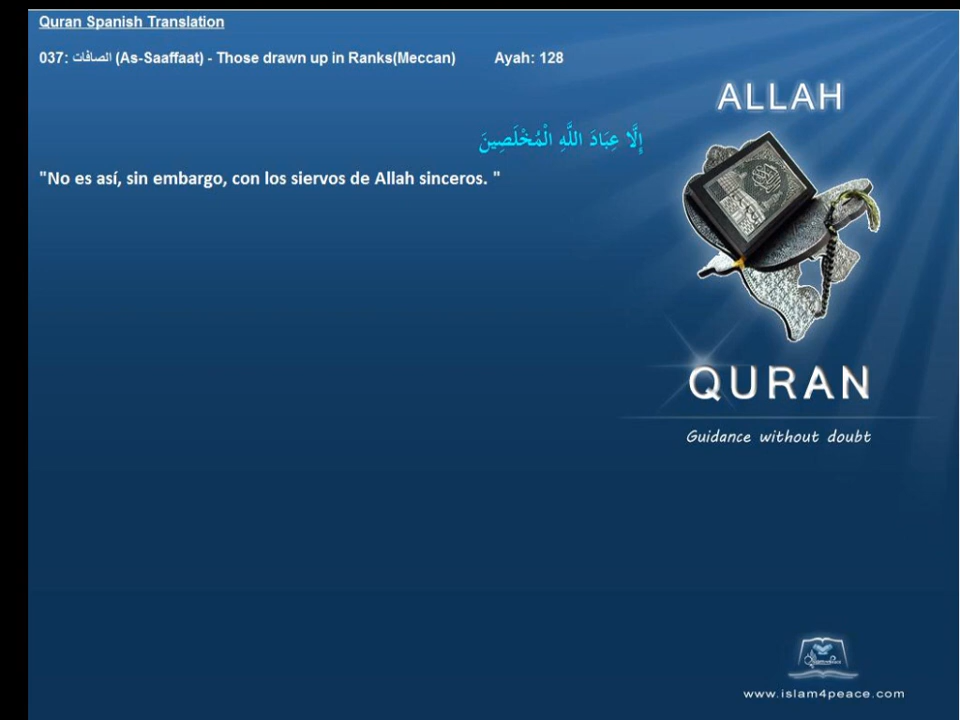 Quran Spanish Translation
037: الصافات (As-Saaffaat) - Those drawn up in Ranks(Meccan) Ayah: 128
ALLAH
إِلَّا عِبَادَ اللَّهِ الْمُخْلَصِينَ
"No es así, sin embargo, con los siervos de Allah sinceros. "
QURAN
Guidance without doubt
www.islam4peace.com